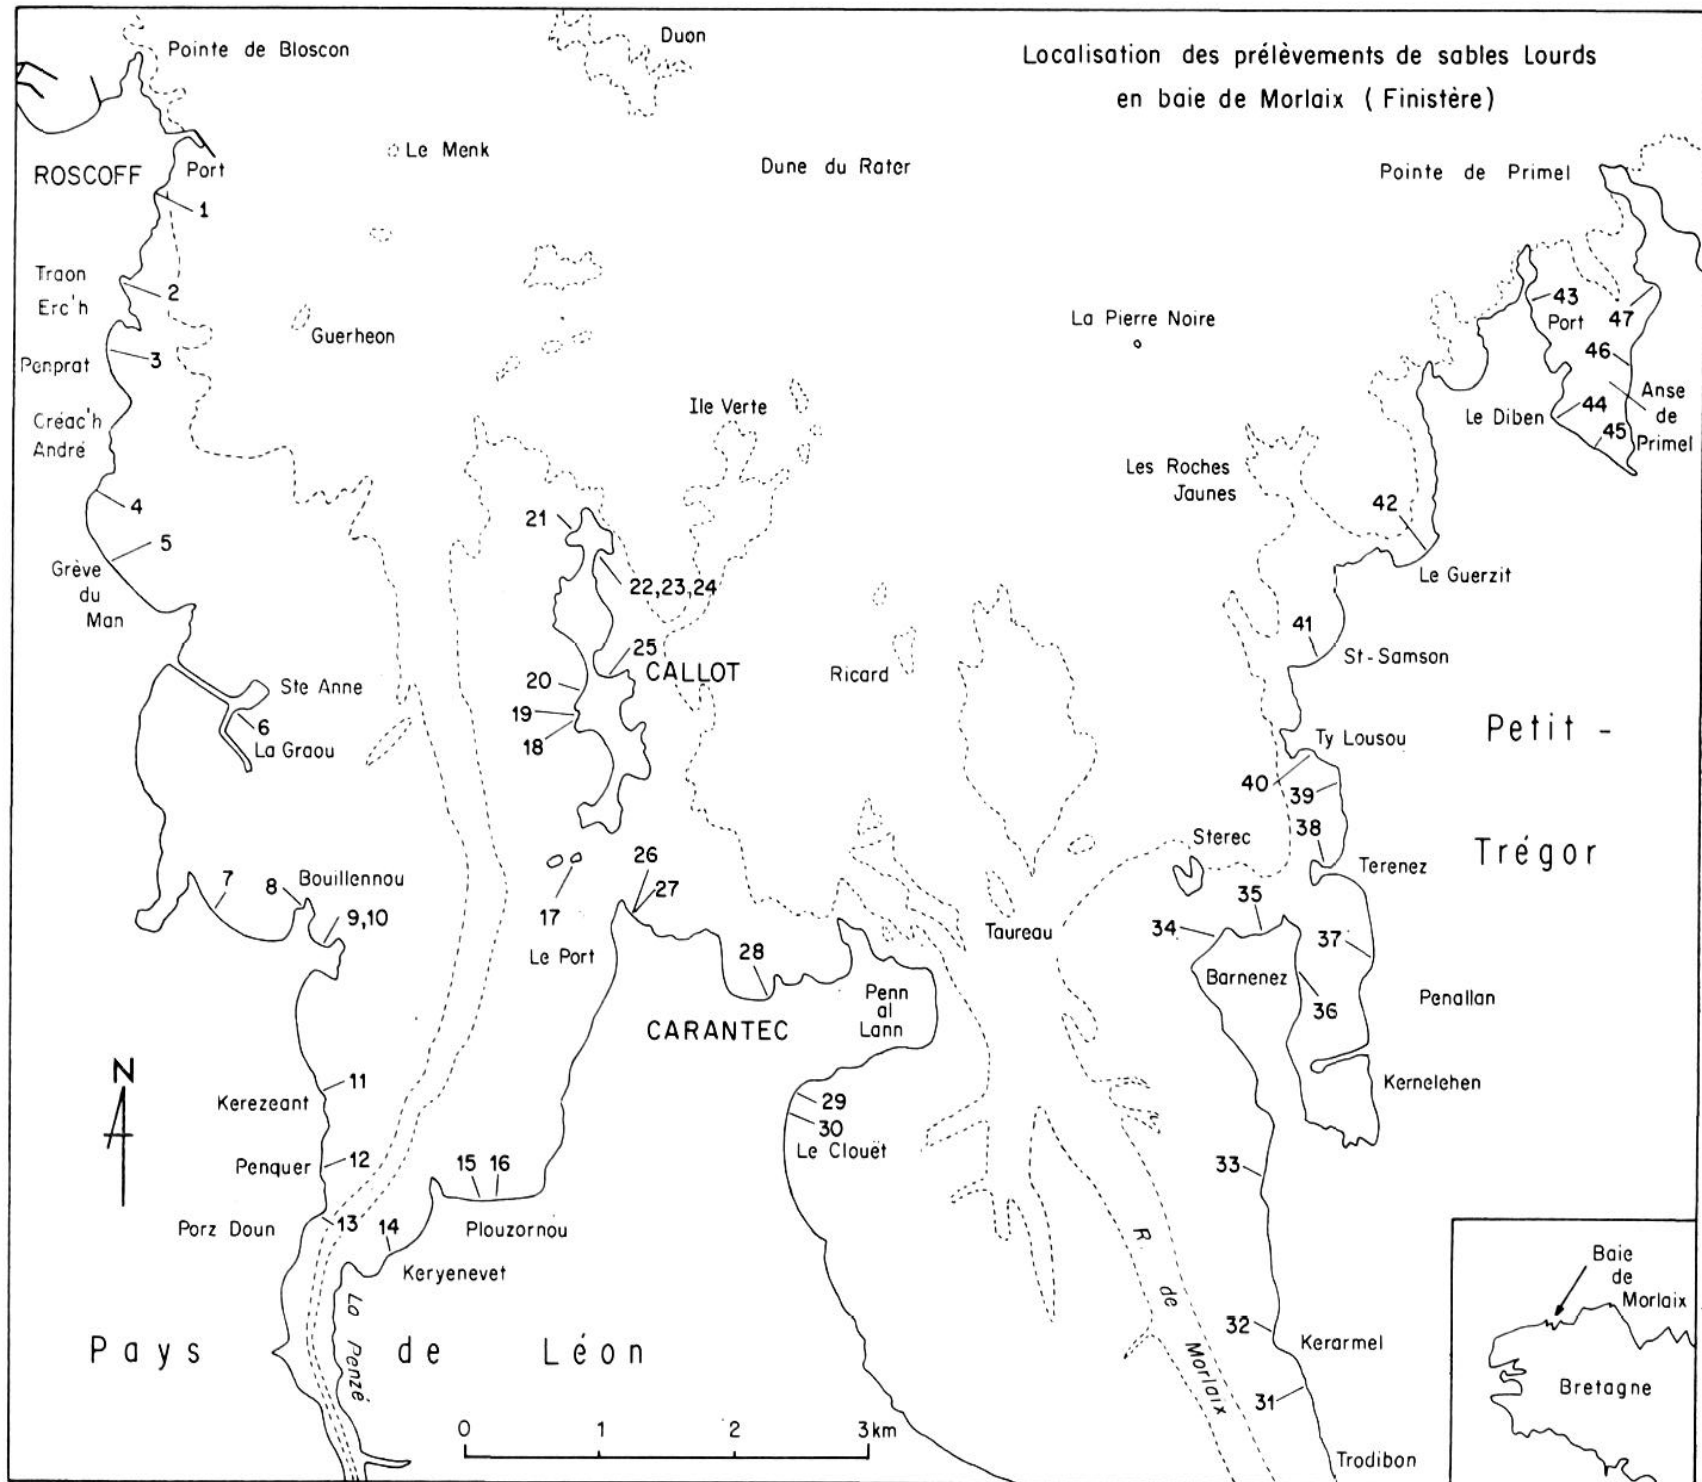 Localisation des prélèvements de sables Lourds
en baie de Morlaix ( Finistère)
Pointe de Bloscon
Duon
Le Menk
ROSCOFF
Port
Dune du Rater
Pointe de Primel
1
Traon
Erc'h
2
Guerheon
La Pierre Noire
43
Port
47
Penprat
3
46
Anse
de
Primel
Créac'h
André
Ile Verte
Le Diben
44
45
Les Roches
Jaunes
4
21
42
5
Grève
du
Man
22,23,24
Le Guerzit
41
St-Samson
25
CALLOT
Ricard
Ste Anne
20
19
18
6
La Graou
Petit -
Ty Lousou
40
39
38
Sterec
Terenez
Trégor
26
27
Bouillennou
7
8
9,10
17
Le Port
35
34
Taureau
37
28
Barnenez
Penn
al
Lann
36
Penallan
CARANTEC
N
11
Kerezeant
Kernelehen
29
30
Le Clouët
12
Penquer
15
16
33
13
14
Porz Doun
Plouzornou
Keryenevet
R. de Morlaix
Baie
de
Morlaix
La Penzé
32
Kerarmel
Pays de Léon
31
Bretagne
0 1 2 3km
Trodibon